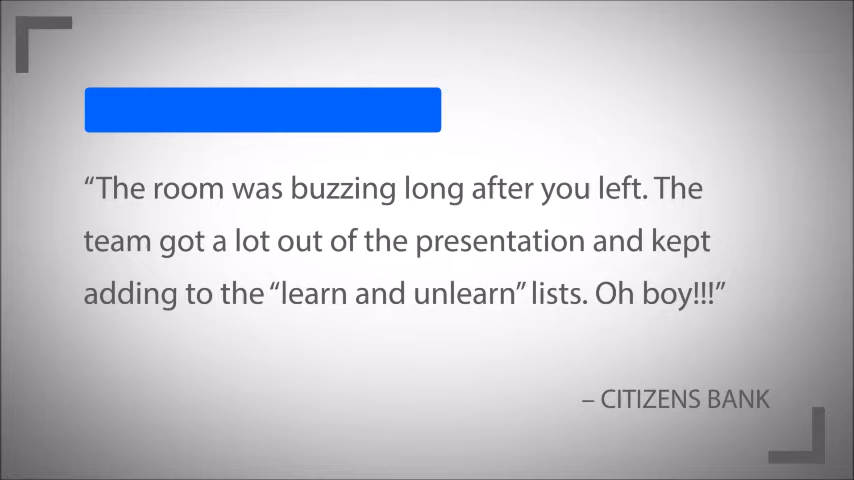 “The room was buzzing long after you left. The
team got a lot out of the presentation and kept
adding to the “learn and unlearn” lists. Oh boy!!!”
– CITIZENS BANK